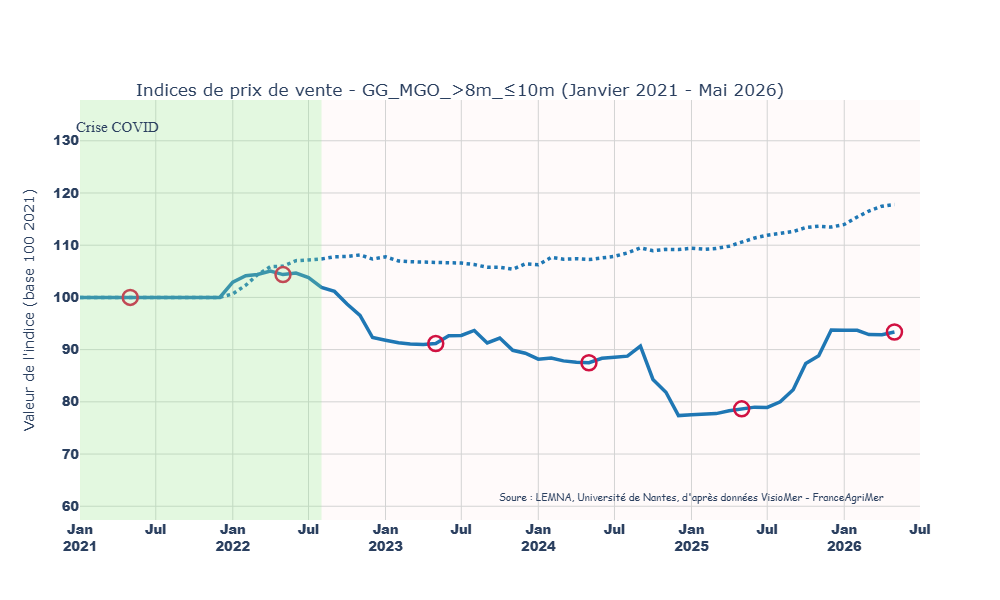 Indices de prix de vente - GG_MGO_>8m_≤10m (Janvier 2021 - Mai 2026)
Crise COVID
Valeur de l'indice (base 100 2021)
130
120
110
100
90
80
70
60
Soure : LEMNA, Université de Nantes, d'après données VisioMer - FranceAgriMer
Jan Jul Jan Jul Jan Jul Jan Jul Jan Jul Jan Jul
2021 2022 2023 2024 2025 2026